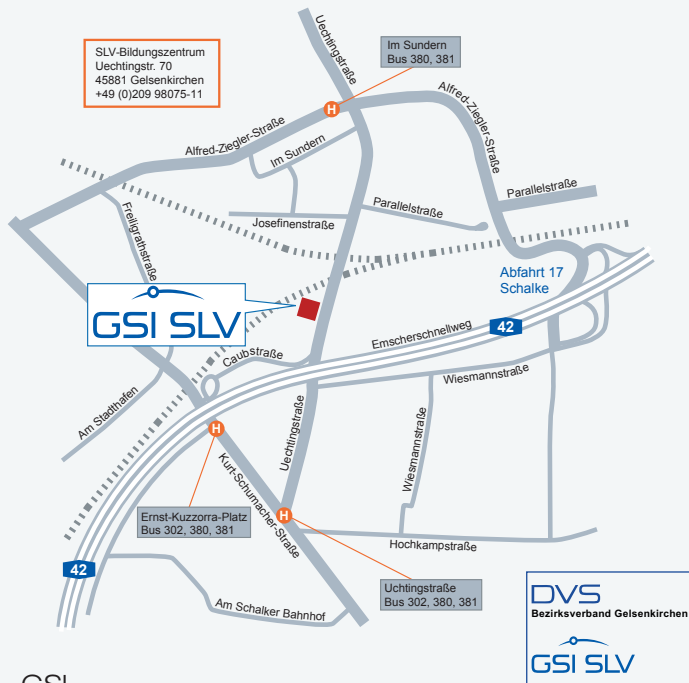 SLV-Bildungszentrum
Uechtingstr. 70
45881 Gelsenkirchen
+49 (0)209 98075-11
Uechtingstraße
Im Sundern
Bus 380, 381
Alfred-Ziegler-Straße
Alfred-Ziegler-Straße
Im Sundern
Parallelstraße
Parallelstraße
Josefinenstraße
Freiligrathstraße
Abfahrt 17
Schalke
GSI SLV
42
Emscherschnellweg
Caubstraße
Wiesmannstraße
Am Stadthafen
Uechtingstraße
Wiesmannstraße
Kurt-Schumacher-Straße
H
H
H
Ernst-Kuzzorra-Platz
Bus 302, 380, 381
Hochkampstraße
42
Uchtingstraße
Bus 302, 380, 381
Am Schalker Bahnhof
DVS
Bezirksverband Gelsenkirchen
GSI SLV
GSI